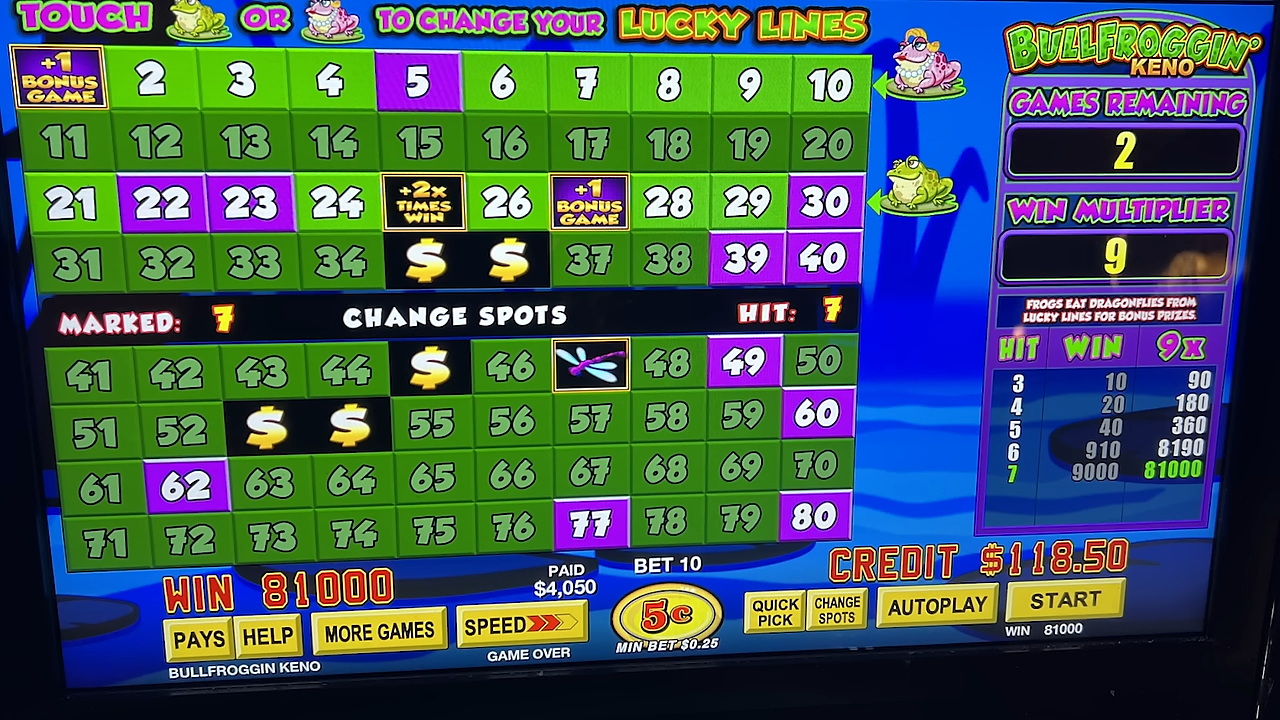 TOUCH OR TO CHANGE YOUR LUCKY LINES
+1 BONUS GAME 2 3 4 5 6 7 8 9 10
11 12 13 14 15 16 17 18 19 20
21 22 23 24 +2X TIMES WIN 26 +1 BONUS GAME 28 29 30
31 32 33 34 $ $ 37 38 39 40
MARKED: 7 CHANGE SPOTS HIT: 7
41 42 43 44 $ 46 48 49 50
51 52 $ $ 55 56 57 58 59 60
61 62 63 64 65 66 67 68 69 70
71 72 73 74 75 76 77 78 79 80
BULLFROGGIN'®
KENO
GAMES REMAINING
2
WIN MULTIPLIER
9
FROGS EAT DRAGONFLIES FROM
LUCKY LINES FOR BONUS PRIZES.
HIT WIN 9x
3 10 90
4 20 180
5 40 360
6 910 8190
7 9000 81000
WIN 81000
PAID
$4,050
BET 10
CREDIT $118.50
PAYS
HELP
MORE GAMES
SPEED
5¢
QUICK
PICK
CHANGE
SPOTS
AUTOPLAY
START
BULLFROGGIN KENO
GAME OVER
MIN BET $0.25
WIN 81000